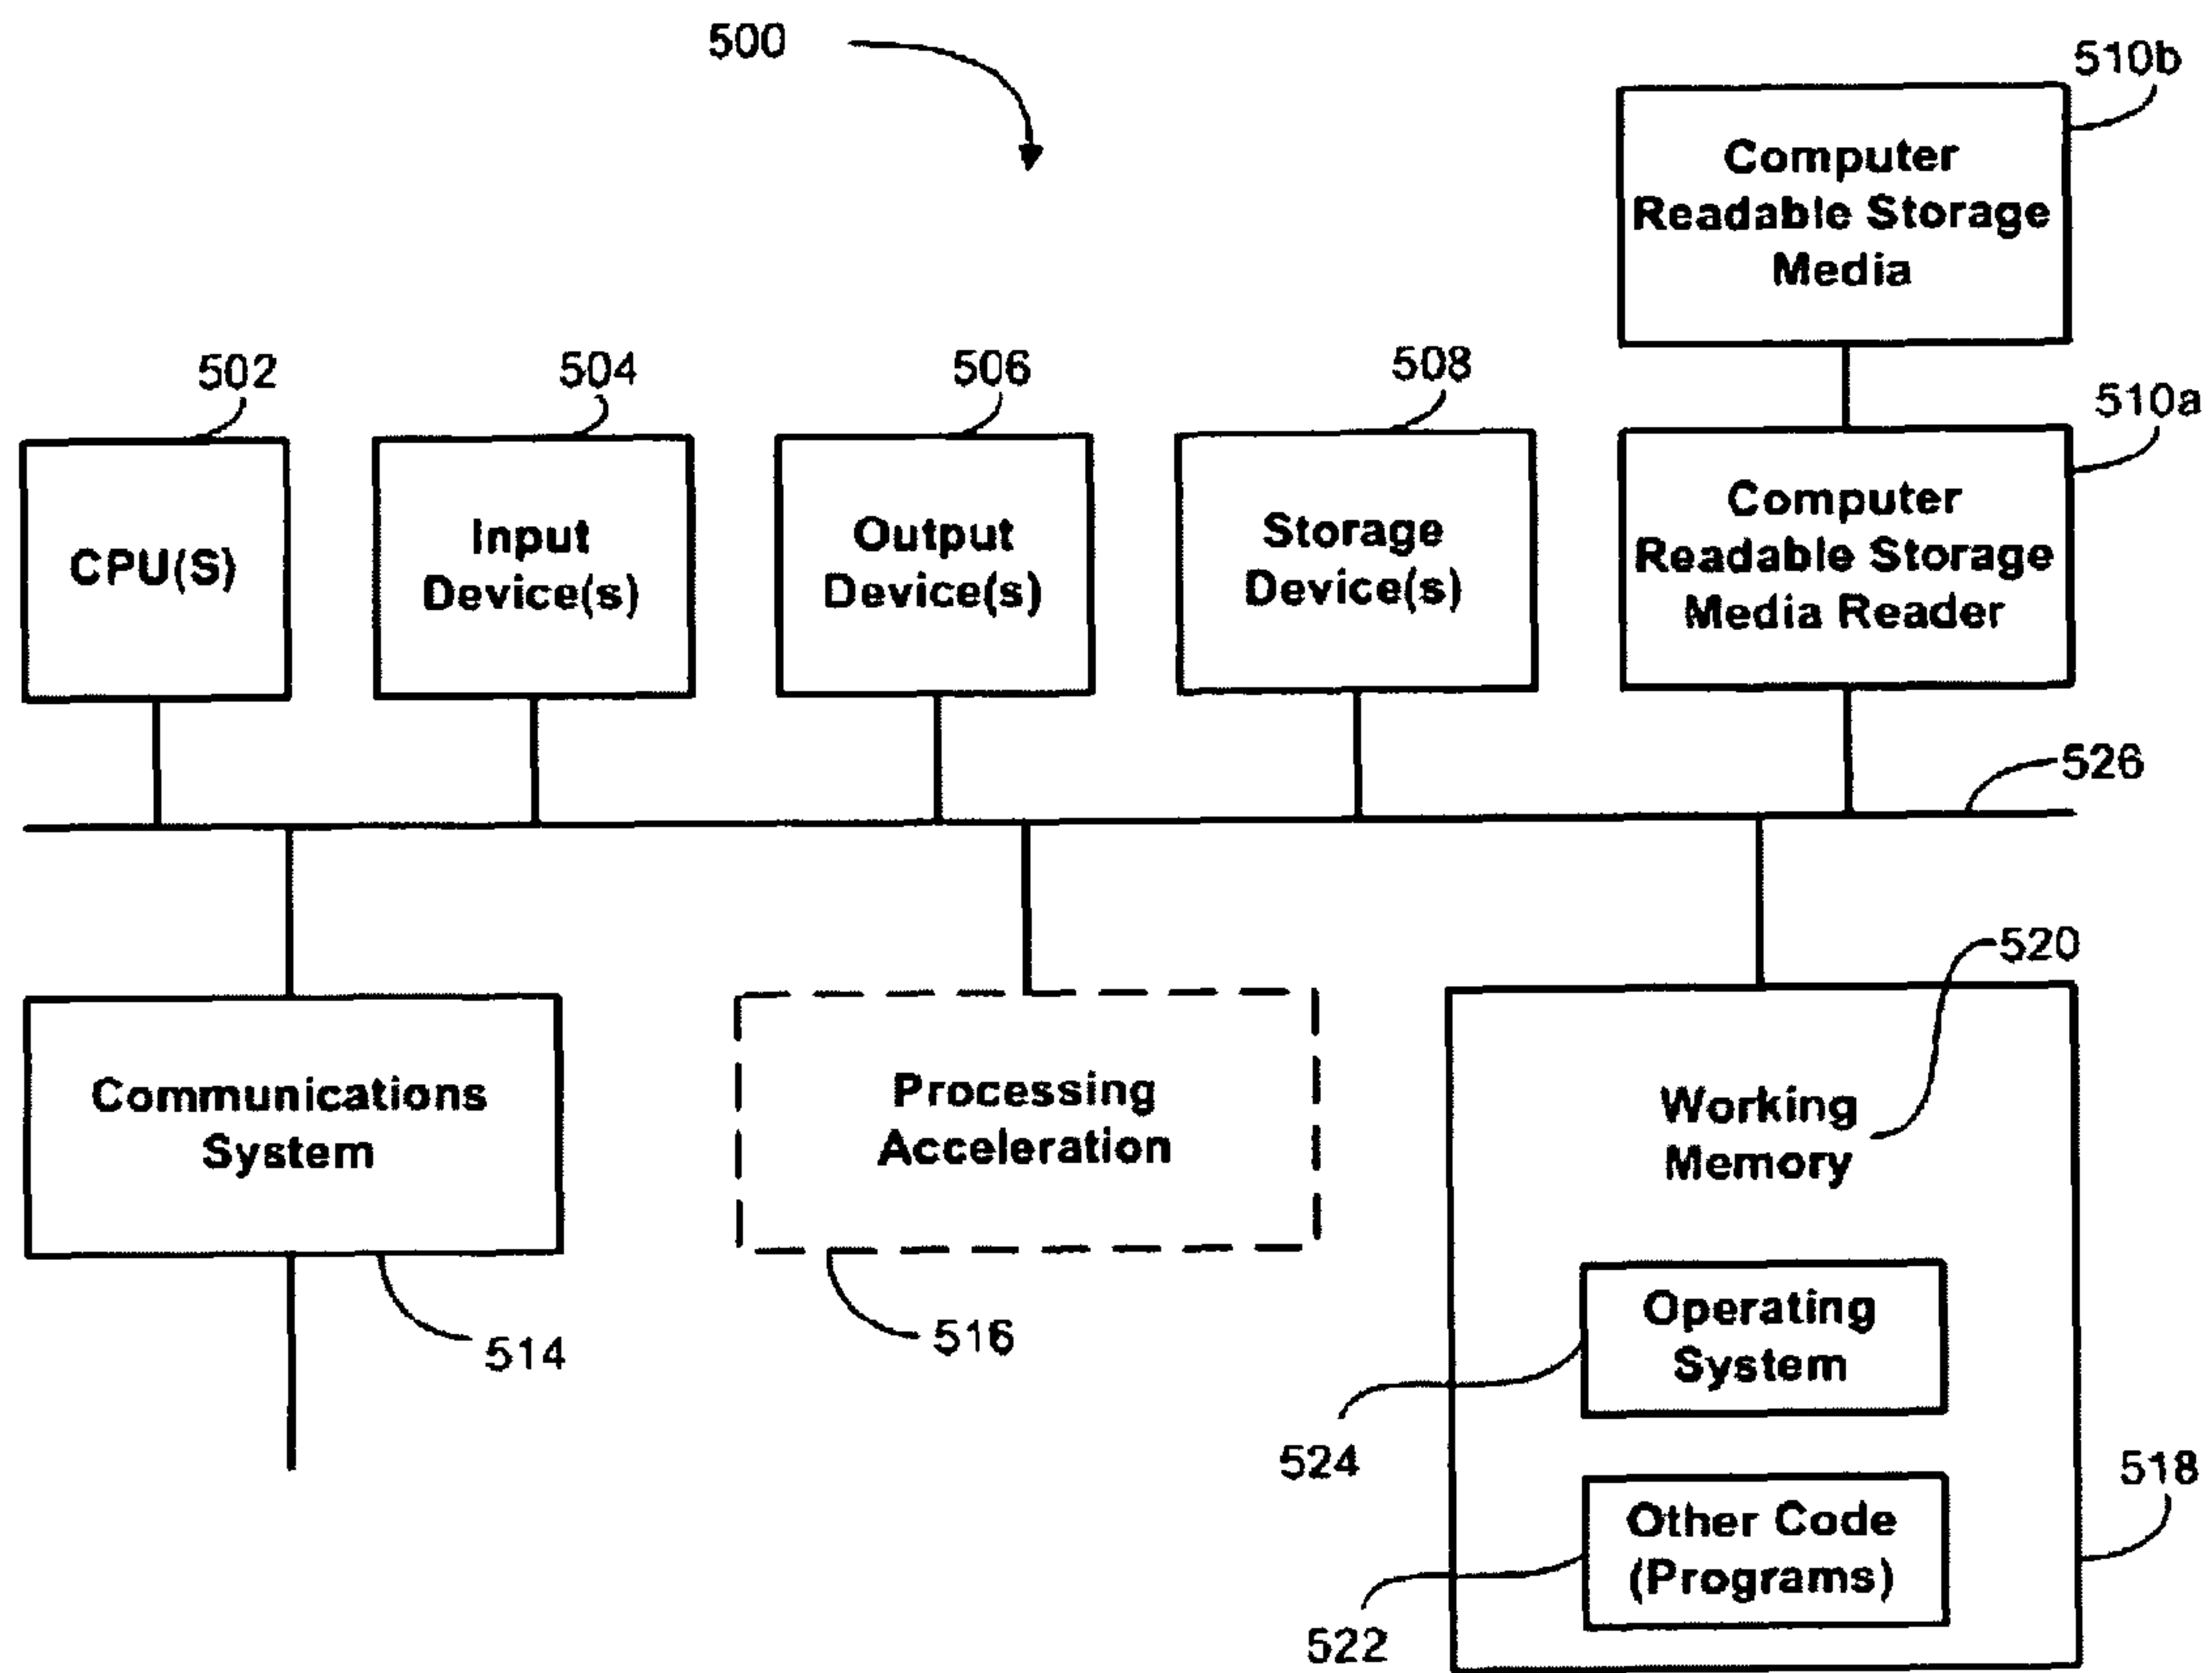 500
510b
Computer
Readable Storage
Media
502
504
506
508
510a
CPU(S)
Input
Device(s)
Output
Device(s)
Storage
Device(s)
Computer
Readable Storage
Media Reader
526
520
Communications
System
Processing
Acceleration
Working
Memory
514
516
Operating
System
524
518
Other Code
(Programs)
522